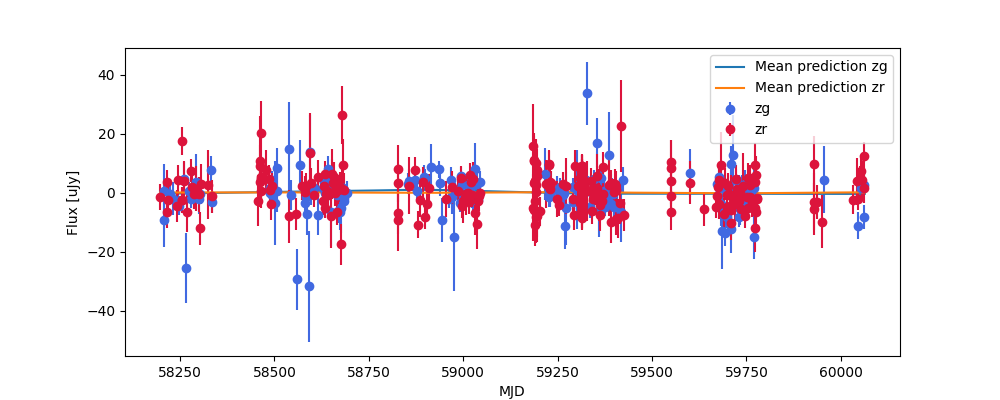 Mean prediction zg
Mean prediction zr
zg
zr
Flux [uJy]
40
20
0
−20
−40
58250
58500
58750
59000
59250
59500
59750
60000
MJD